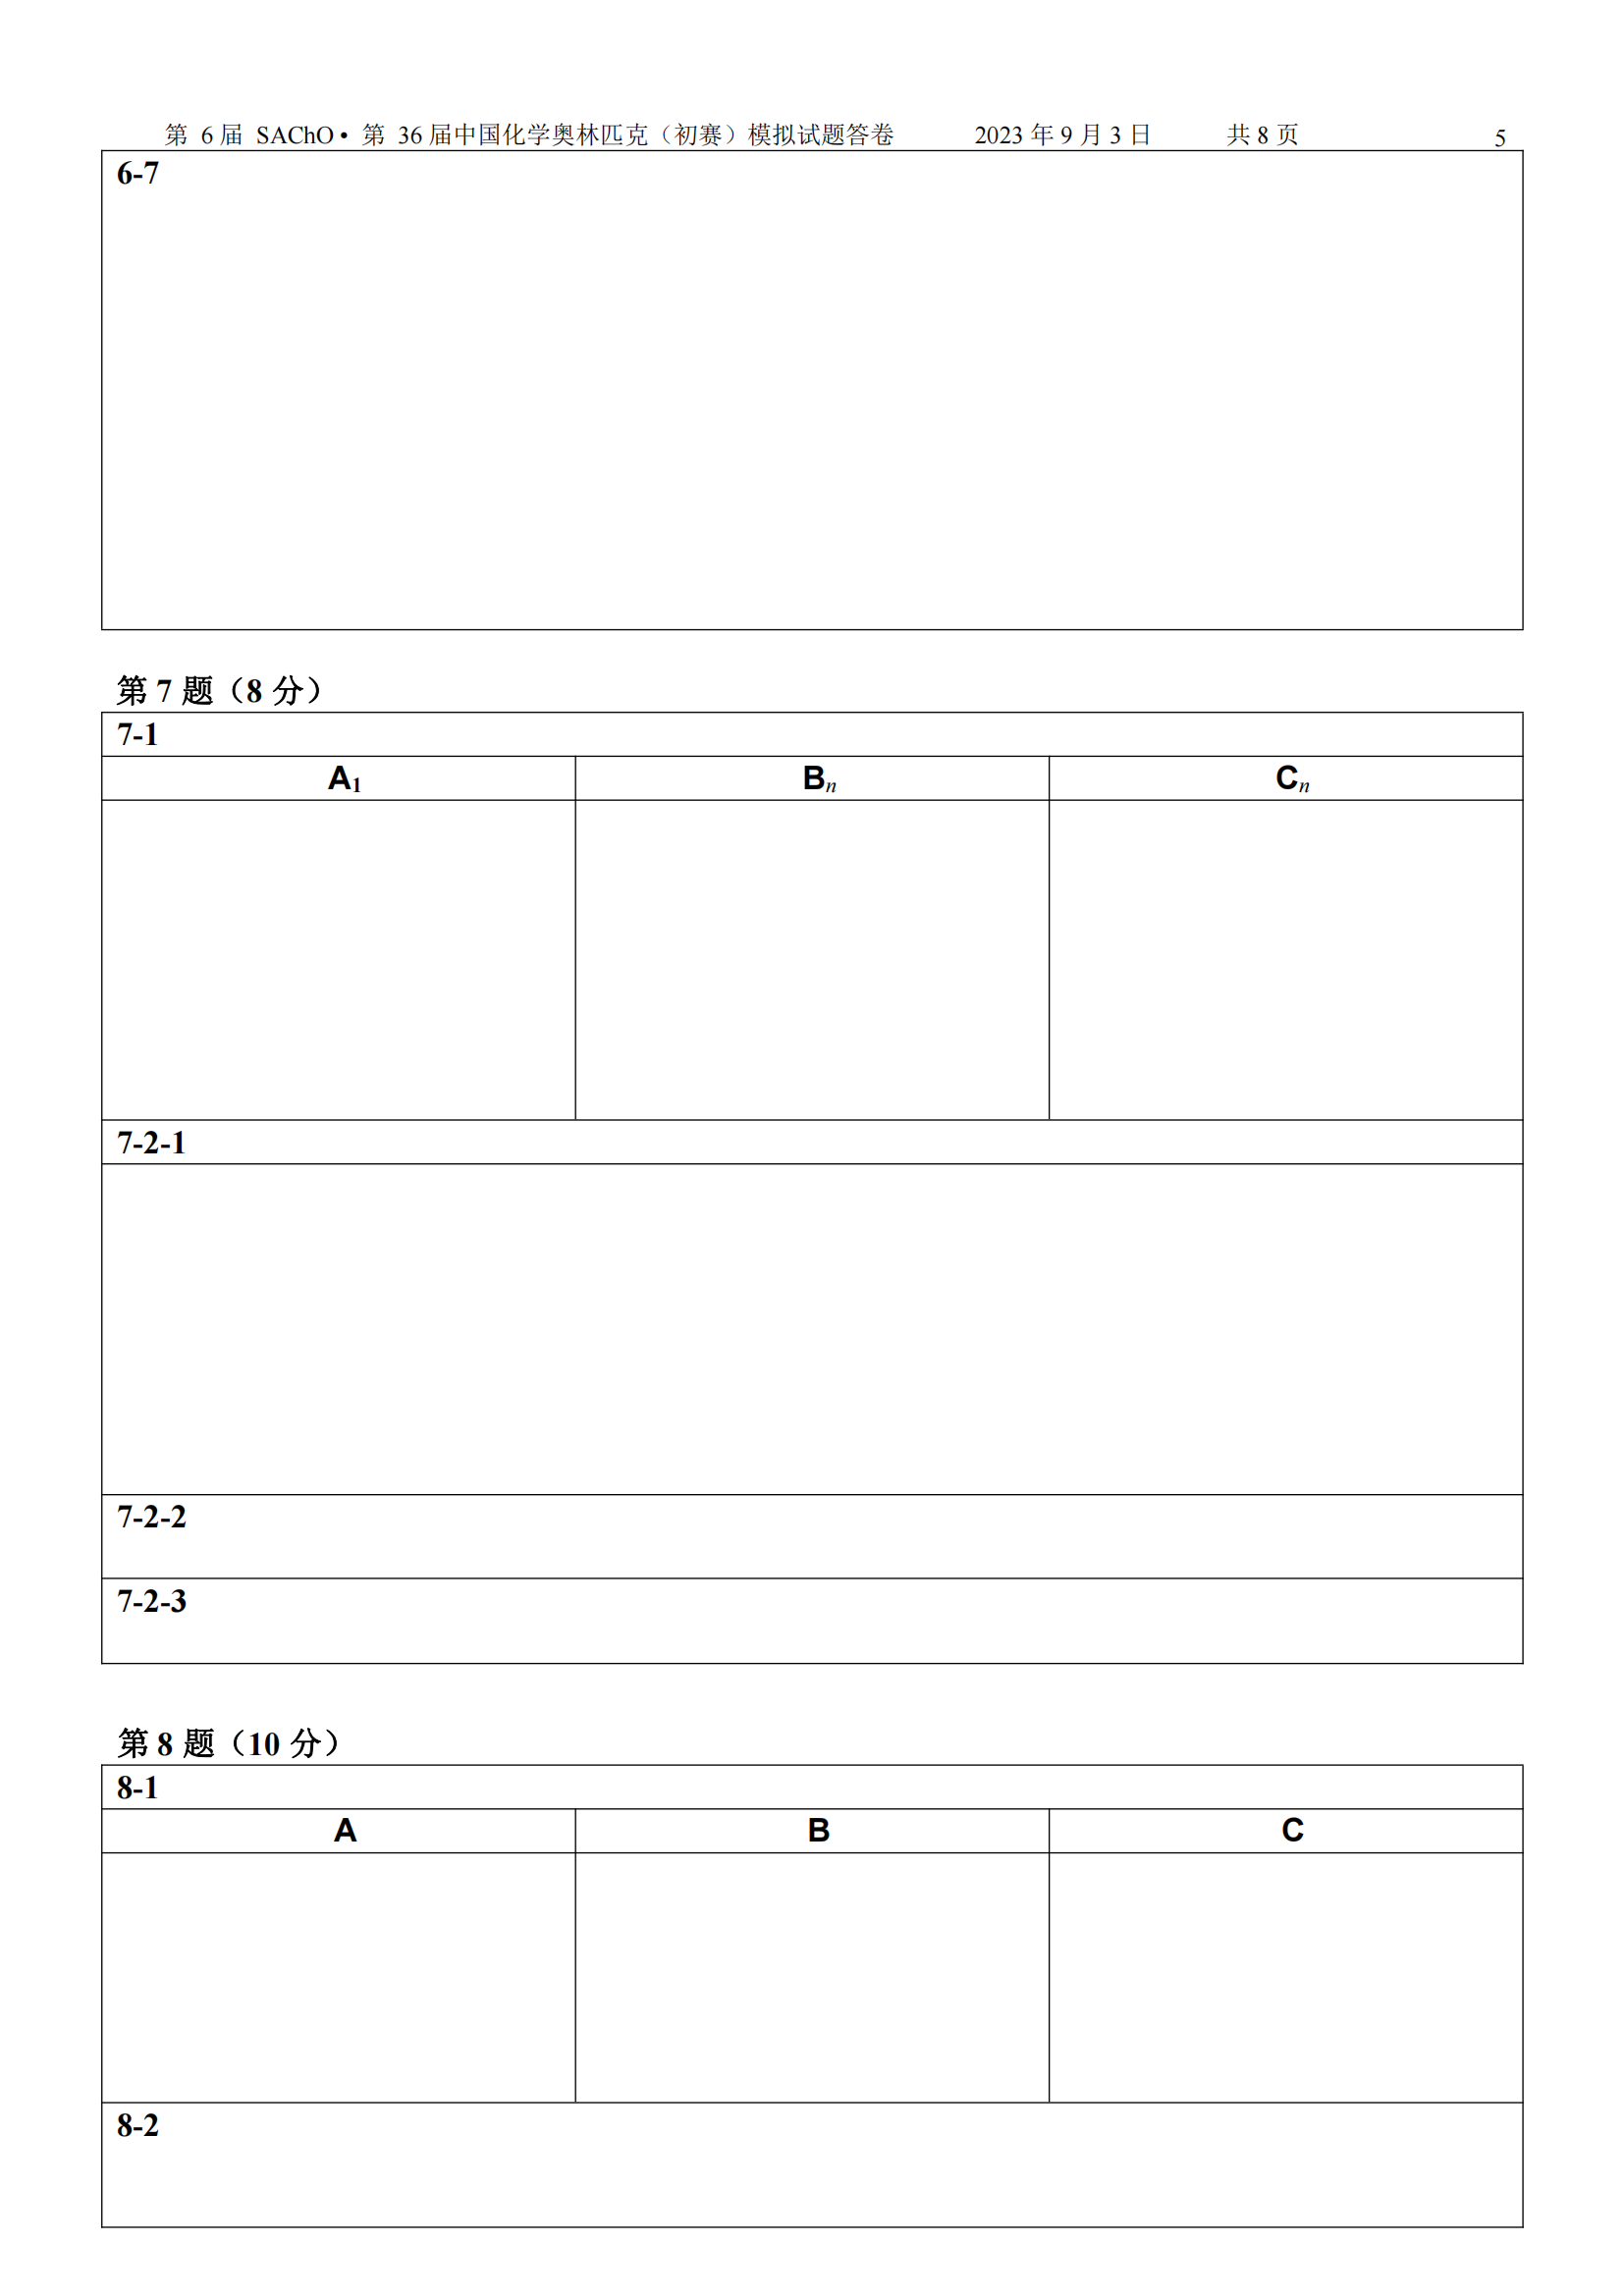 第 6 届 SAChO• 第 36 届中国化学奥林匹克（初赛）模拟试题答卷 2023 年 9 月 3 日 共 8 页 5
6-7
第 7 题（8 分）
7-1
A1 Bn Cn
7-2-1
7-2-2
7-2-3
第 8 题（10 分）
8-1
A B C
8-2